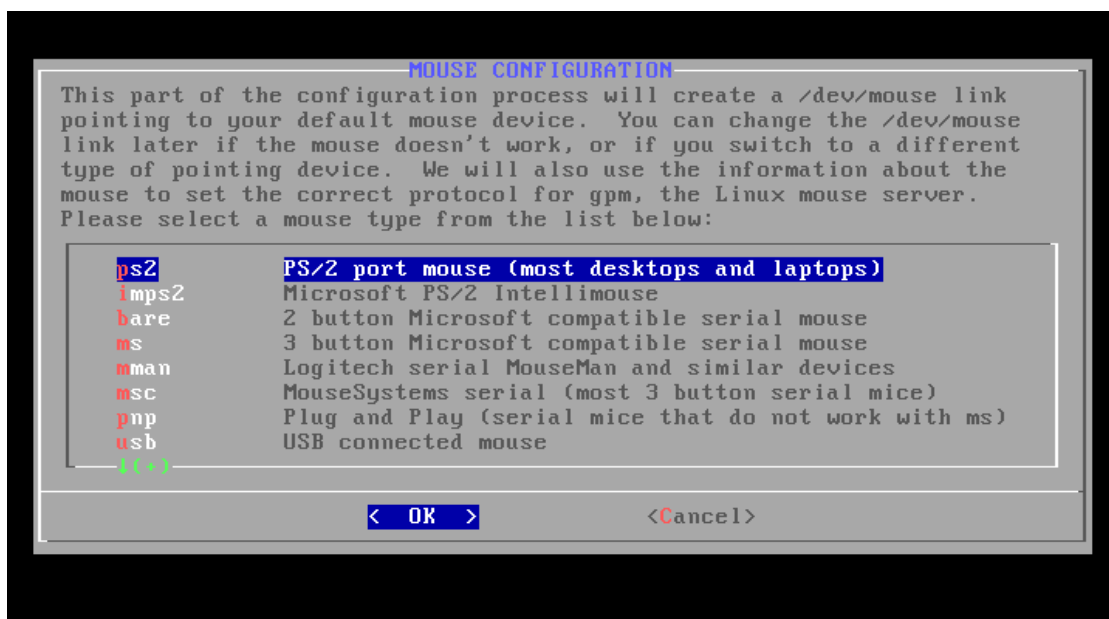 MOUSE CONFIGURATION
This part of the configuration process will create a /dev/mouse link
pointing to your default mouse device.  You can change the /dev/mouse
link later if the mouse doesn't work, or if you switch to a different
type of pointing device.  We will also use the information about the
mouse to set the correct protocol for gpm, the Linux mouse server.
Please select a mouse type from the list below:
ps2 PS/2 port mouse (most desktops and laptops)
imps2 Microsoft PS/2 Intellimouse
bare 2 button Microsoft compatible serial mouse
ms 3 button Microsoft compatible serial mouse
mman Logitech serial MouseMan and similar devices
msc MouseSystems serial (most 3 button serial mice)
pnp Plug and Play (serial mice that do not work with ms)
usb USB connected mouse
↓(+)
< OK > <Cancel>